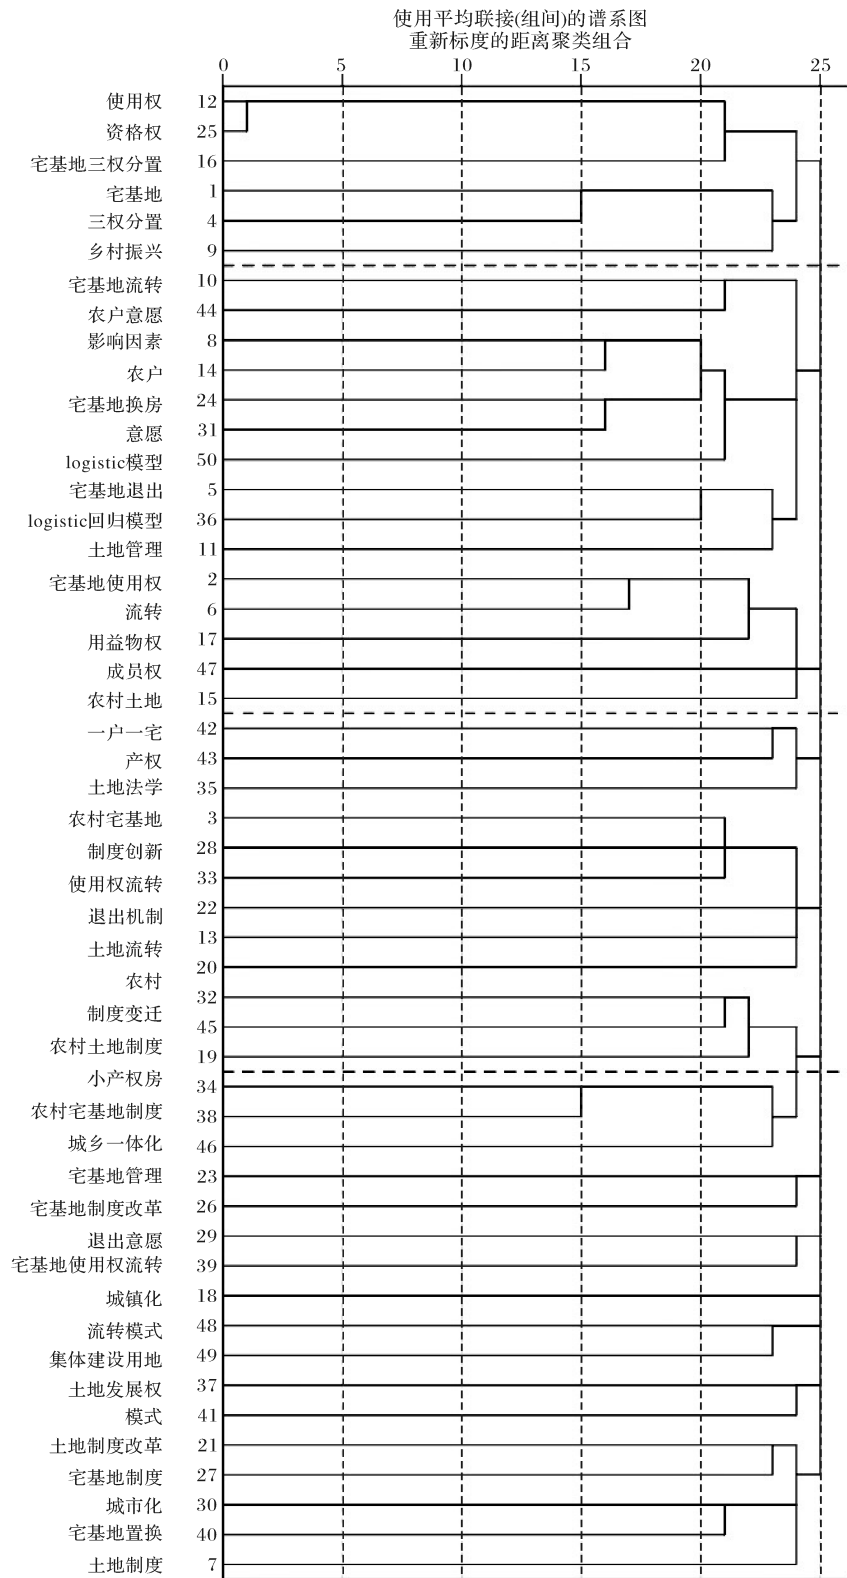 使用平均联接(组间)的谱系图
重新标度的距离聚类组合
0 5 10 15 20 25
使用权 12
资格权 25
宅基地三权分置 16
宅基地 1
三权分置 4
乡村振兴 9
宅基地流转 10
农户意愿 44
影响因素 8
农户 14
宅基地换房 24
意愿 31
logistic模型 50
宅基地退出 5
logistic回归模型 36
土地管理 11
宅基地使用权 2
流转 6
用益物权 17
成员权 47
农村土地 15
一户一宅 42
产权 43
土地法学 35
农村宅基地 3
制度创新 28
使用权流转 33
退出机制 22
土地流转 13
农村 20
制度变迁 32
农村土地制度 45
小产权房 19
农村宅基地制度 34
城乡一体化 38
宅基地管理 46
宅基地制度改革 23
退出意愿 26
宅基地使用权流转 29
城镇化 39
流转模式 18
集体建设用地 48
土地发展权 49
模式 37
土地制度改革 41
宅基地制度 21
城市化 27
宅基地置换 30
土地制度 40
7